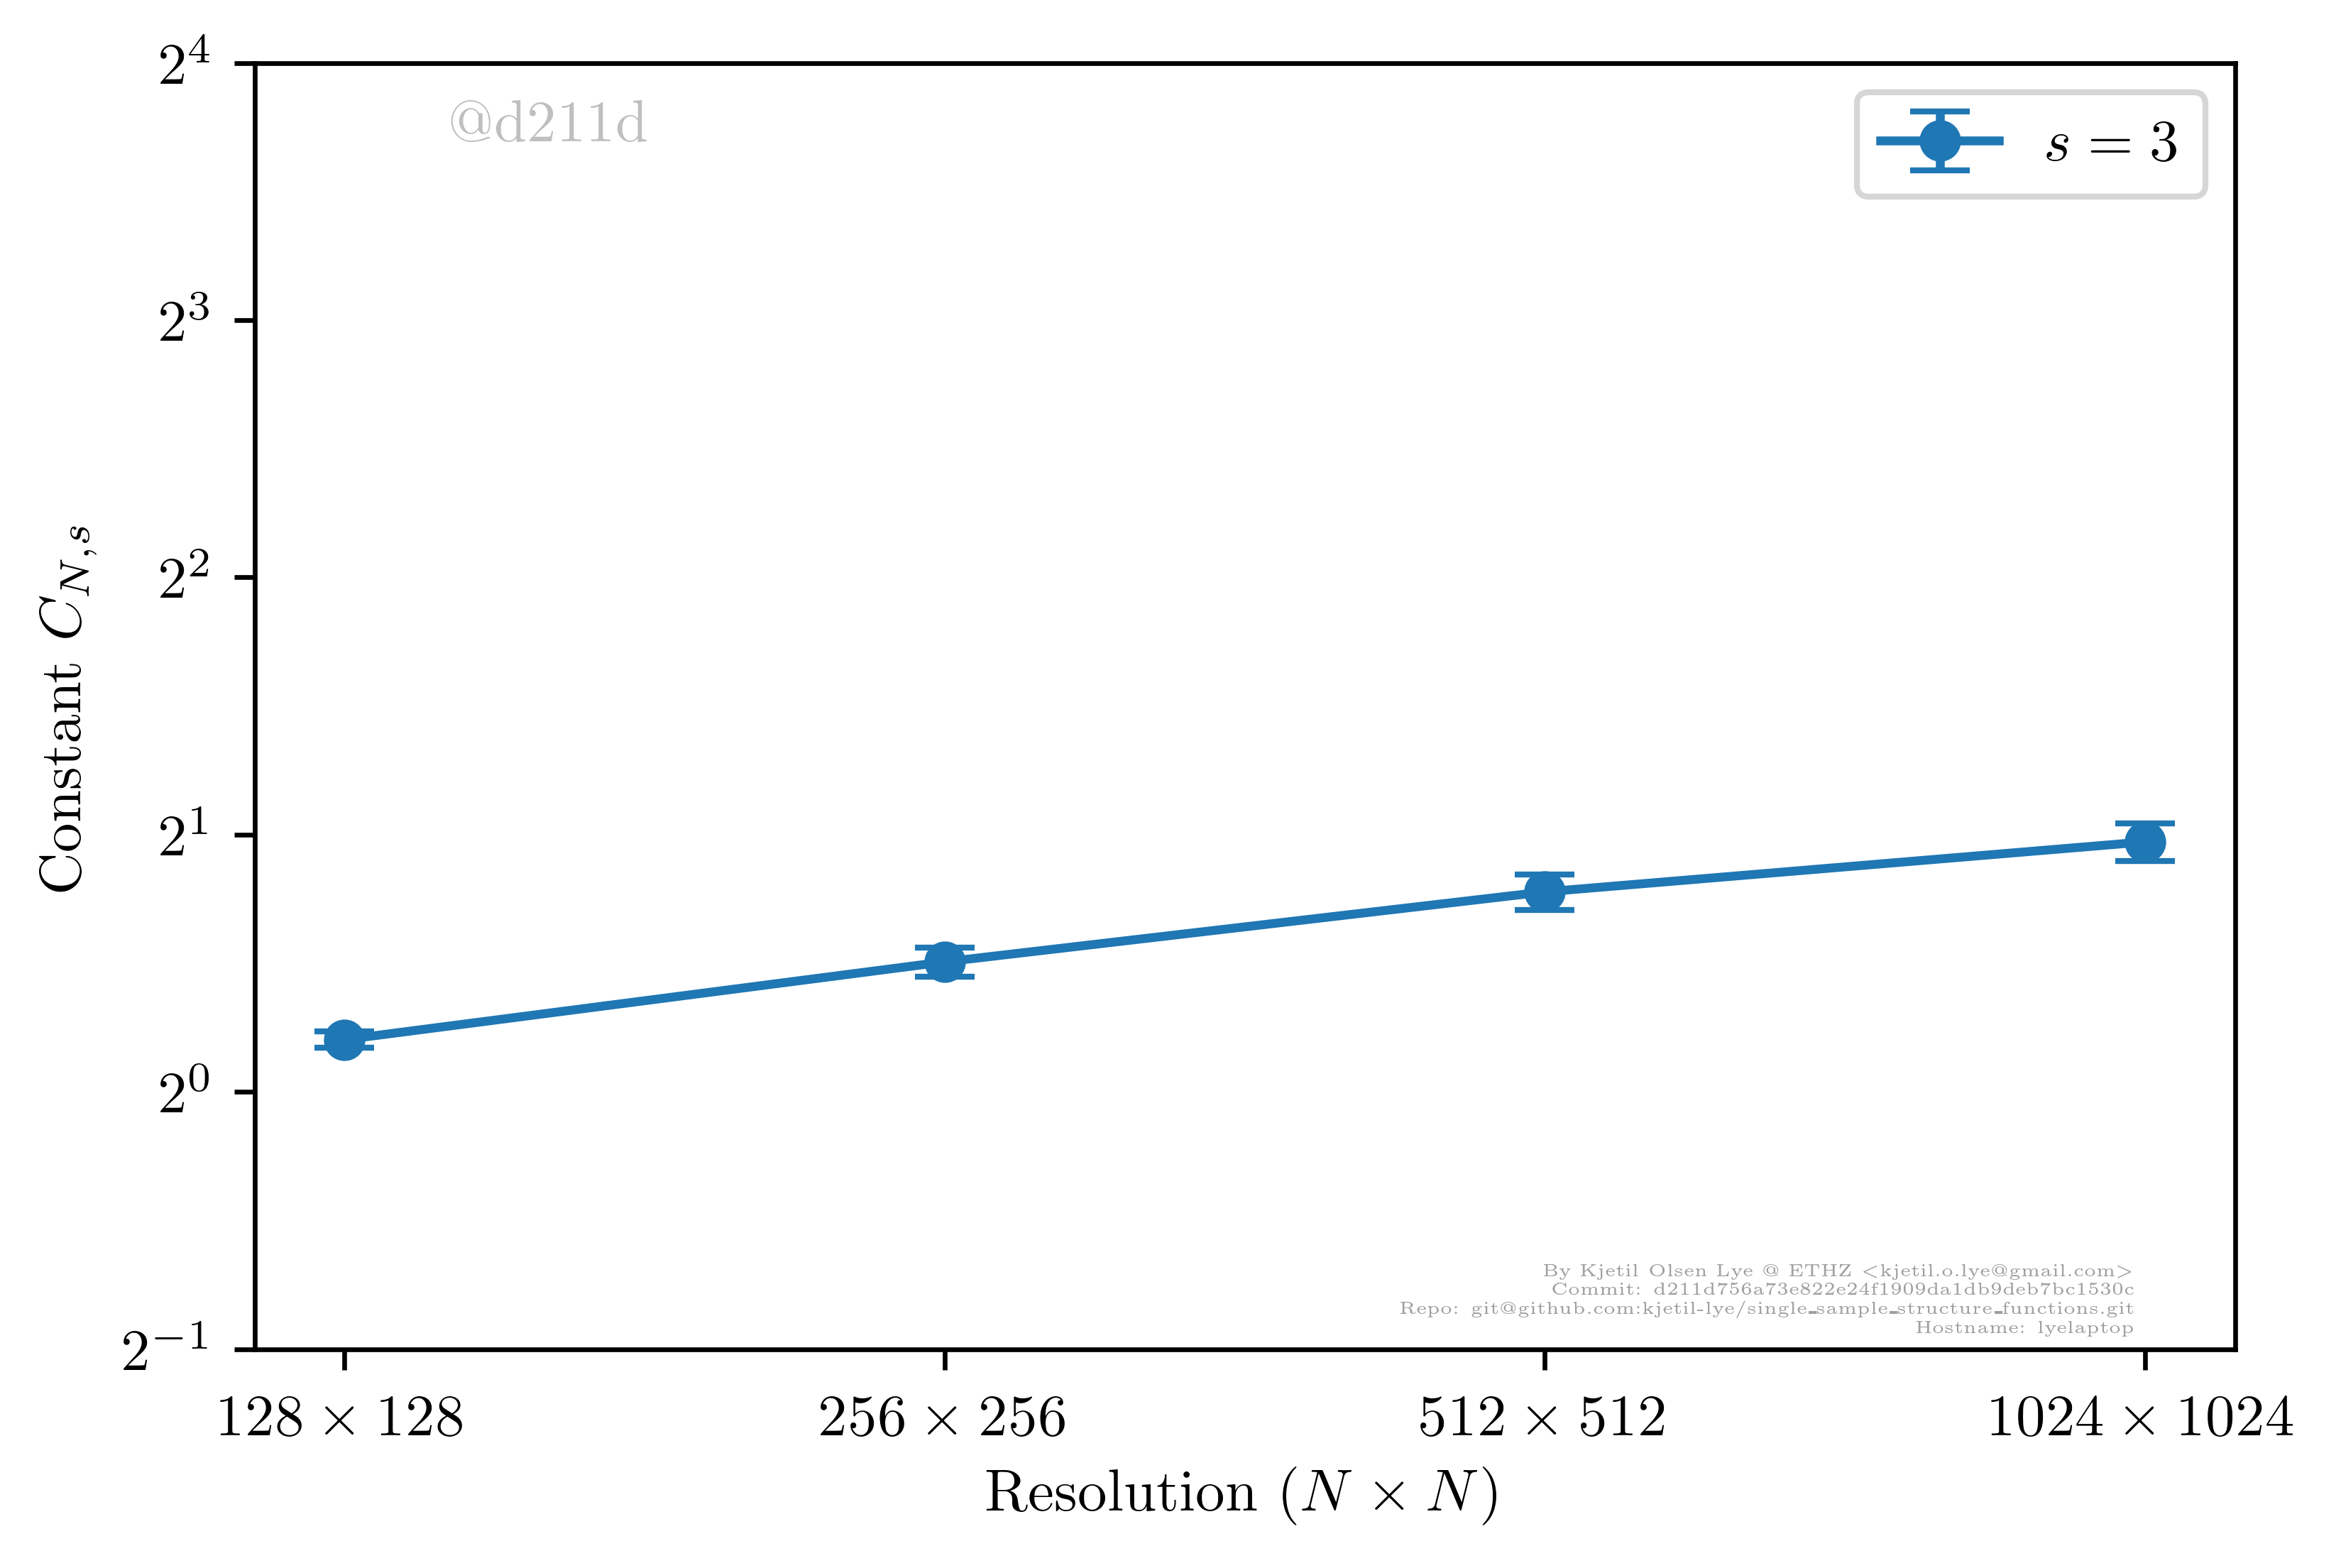 @d211d
s = 3
2^4
2^3
2^2
2^1
2^0
2^{-1}
Constant C_{N,s}
By Kjetil Olsen Lye @ ETHZ <kjetil.o.lye@gmail.com>
Commit: d211d756a73e822e24f1909da1db9deb7bc1530c
Repo: git@github.com:kjetil-lye/single_sample_structure_functions.git
Hostname: lyelaptop
128 × 128
256 × 256
512 × 512
1024 × 1024
Resolution (N × N)